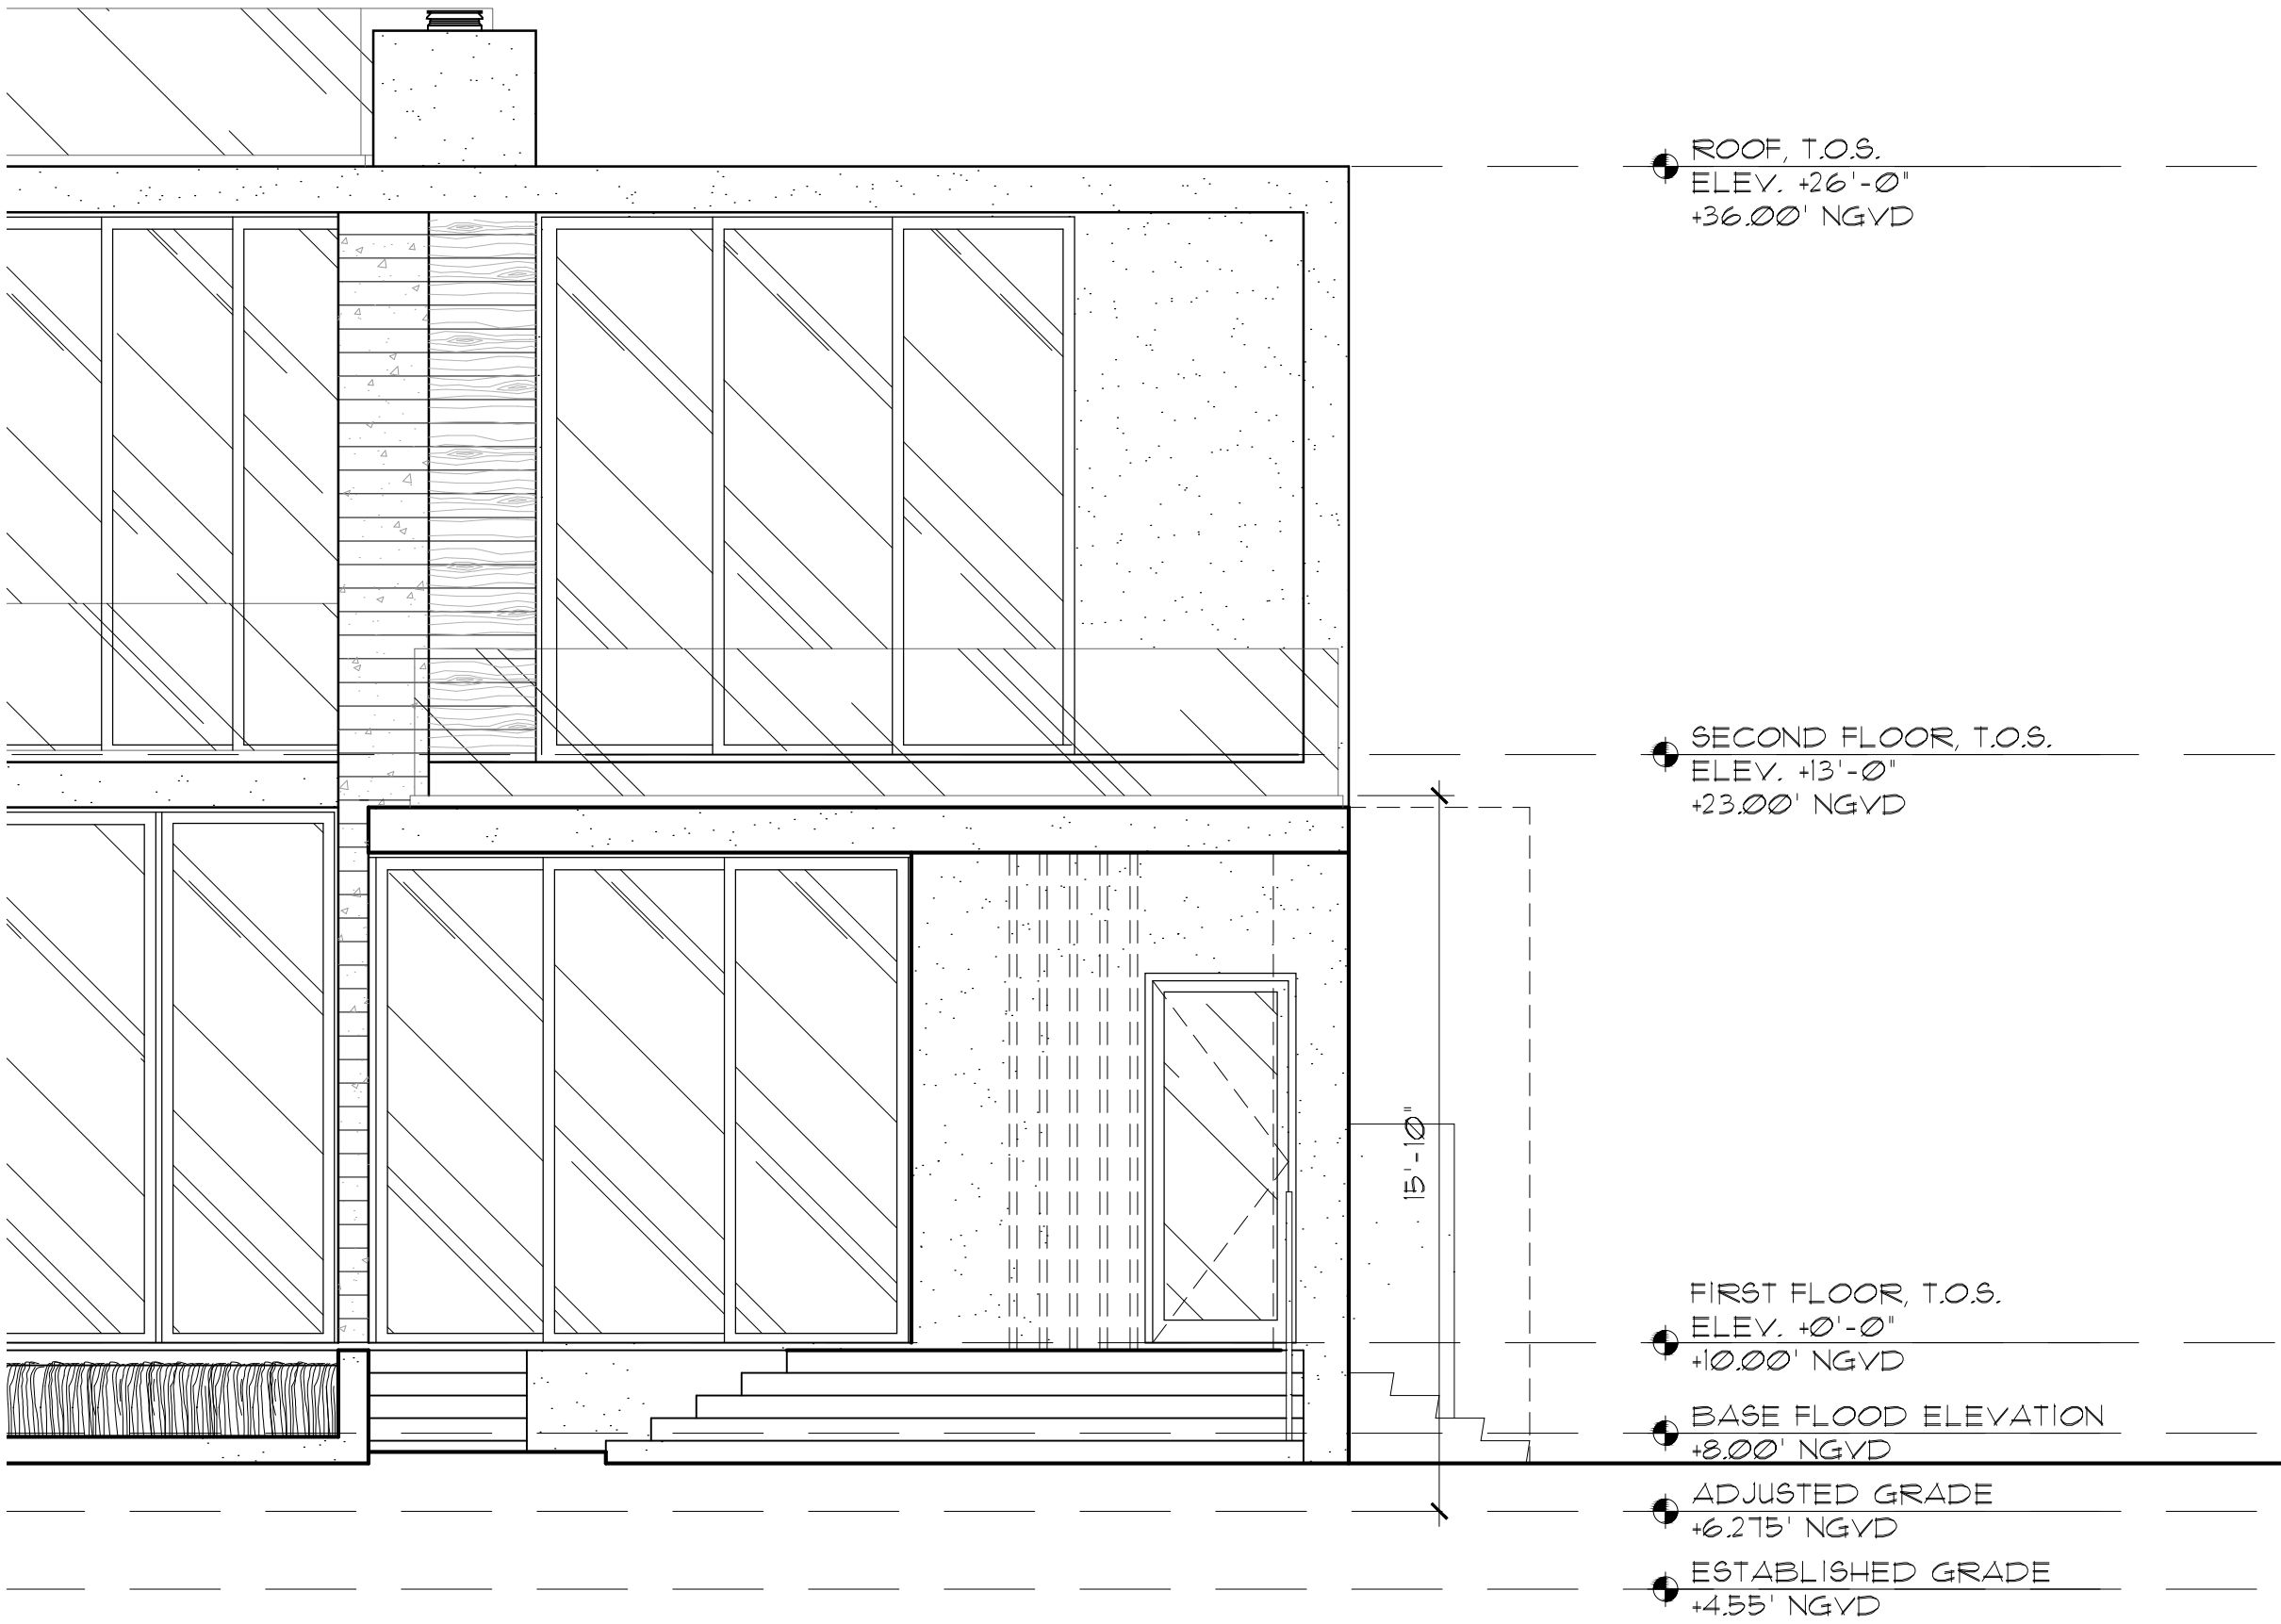 ROOF, T.O.S.
ELEV. +26'-0"
+36.00' NGVD
SECOND FLOOR, T.O.S.
ELEV. +13'-0"
+23.00' NGVD
15'-10"
FIRST FLOOR, T.O.S.
ELEV. +0'-0"
+10.00' NGVD
BASE FLOOD ELEVATION
+8.00' NGVD
ADJUSTED GRADE
+6.275' NGVD
ESTABLISHED GRADE
+4.55' NGVD